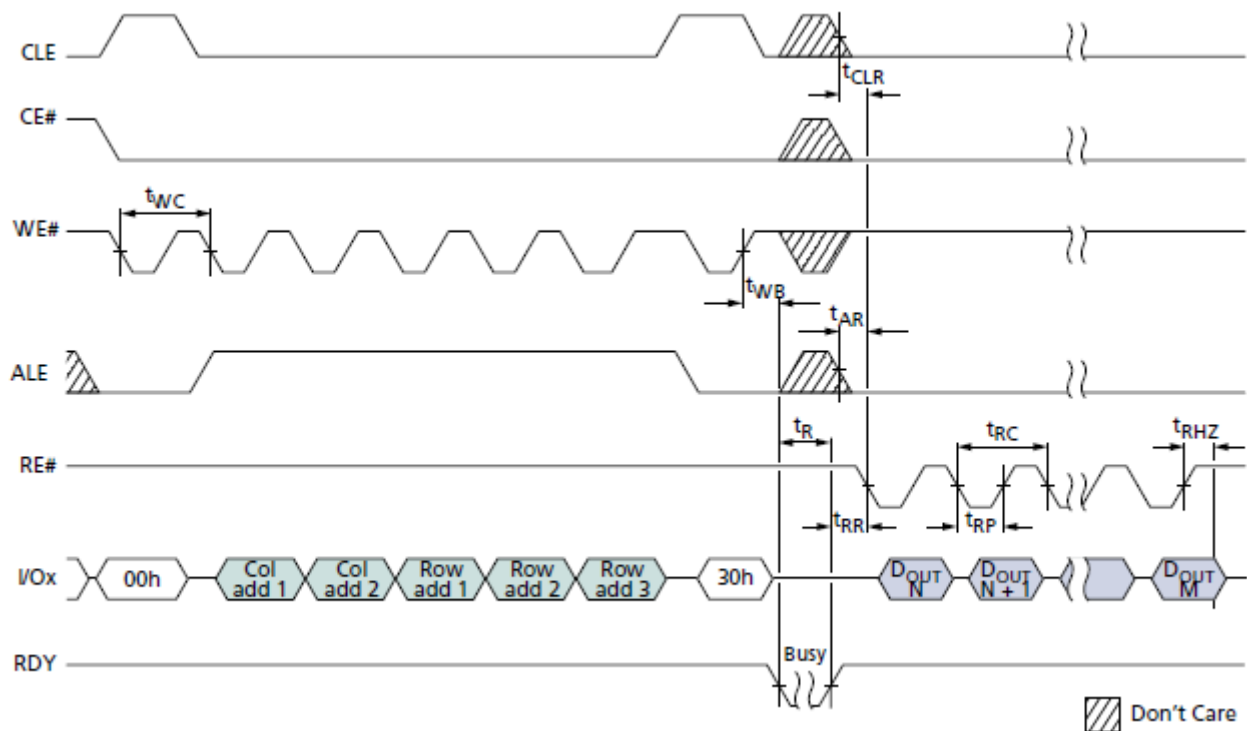 CLE
tCLR
CE#
tWC
WE#
tWB
tAR
ALE
tR
tRC
tRHZ
RE#
tRR
tRP
I/Ox
00h
Col add 1
Col add 2
Row add 1
Row add 2
Row add 3
30h
DOUT N
DOUT N + 1
DOUT M
RDY
Busy
Don't Care